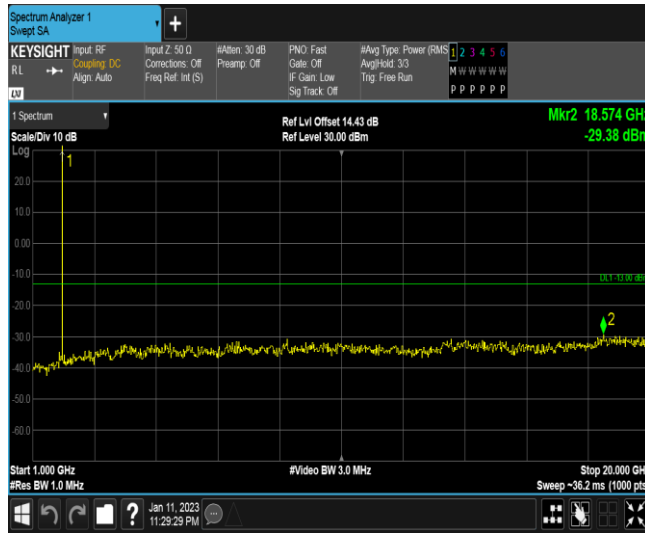 Spectrum Analyzer 1
Swept SA
KEYSIGHT
RL
LXI
Input: RF
Coupling: DC
Align: Auto
Input Z: 50 Ω
Corrections: Off
Freq Ref: Int (S)
#Atten: 30 dB
Preamp: Off
PNO: Fast
Gate: Off
IF Gain: Low
Sig Track: Off
#Avg Type: Power (RMS
Avg|Hold: 3/3
Trig: Free Run
1 2 3 4 5 6
M W W W W W
P P P P P P
1 Spectrum
Scale/Div 10 dB
Ref Lvl Offset 14.43 dB
Ref Level 30.00 dBm
Mkr2 18.574 GH
-29.38 dBm
Log
1
20.0
10.0
0.00
-10.0
DL1 -13.00 dBm
-20.0
2
-30.0
-40.0
-50.0
-60.0
Start 1.000 GHz
#Res BW 1.0 MHz
#Video BW 3.0 MHz
Stop 20.000 GH
Sweep ~36.2 ms (1000 pts
?
Jan 11, 2023
11:29:29 PM